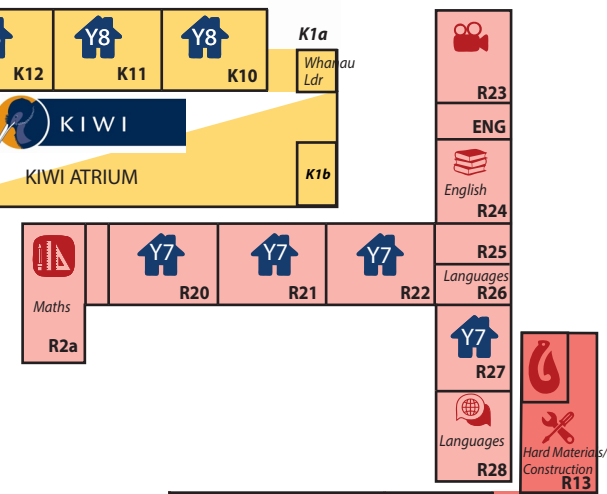 Y8
Y8
K1a
Whanau
Ldr
K12
K11
K10
R23
KIWI
ENG
KIWI ATRIUM
K1b
English
R24
Y7
Y7
Y7
R25
Languages
R20
R21
R22
R26
Maths
R2a
Y7
R27
Languages
R28
Hard Materials/
Construction
R13